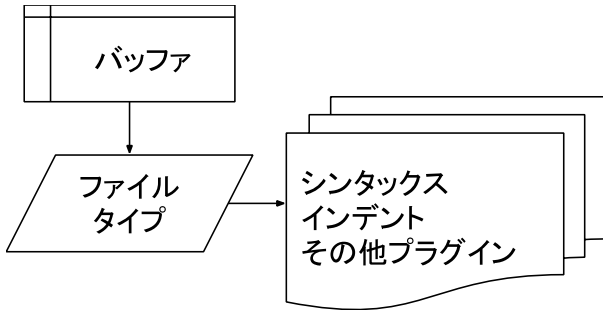 バッファ
ファイル
タイプ
シンタックス
インデント
その他プラグイン